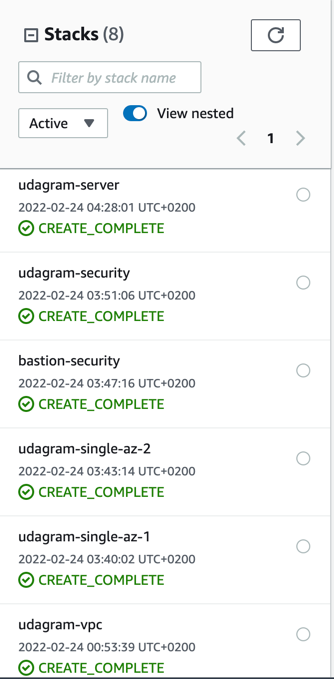 Stacks (8)
Filter by stack name
Active
View nested
1
udagram-server
2022-02-24 04:28:01 UTC+0200
CREATE_COMPLETE
udagram-security
2022-02-24 03:51:06 UTC+0200
CREATE_COMPLETE
bastion-security
2022-02-24 03:47:16 UTC+0200
CREATE_COMPLETE
udagram-single-az-2
2022-02-24 03:43:14 UTC+0200
CREATE_COMPLETE
udagram-single-az-1
2022-02-24 03:40:02 UTC+0200
CREATE_COMPLETE
udagram-vpc
2022-02-24 00:53:39 UTC+0200
CREATE_COMPLETE